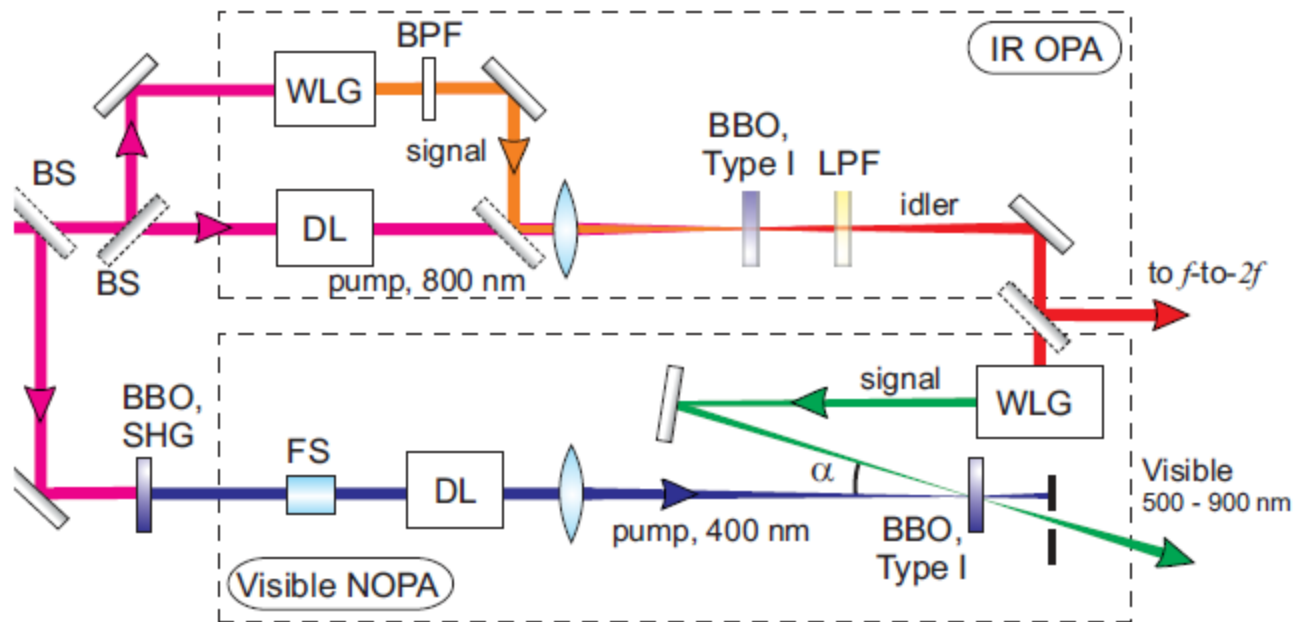 BPF
IR OPA
WLG
signal
BBO,
Type I
LPF
BS
idler
DL
BS
pump, 800 nm
to f-to-2f
BBO,
SHG
signal
WLG
FS
DL
α
Visible
500 - 900 nm
pump, 400 nm
BBO,
Type I
Visible NOPA